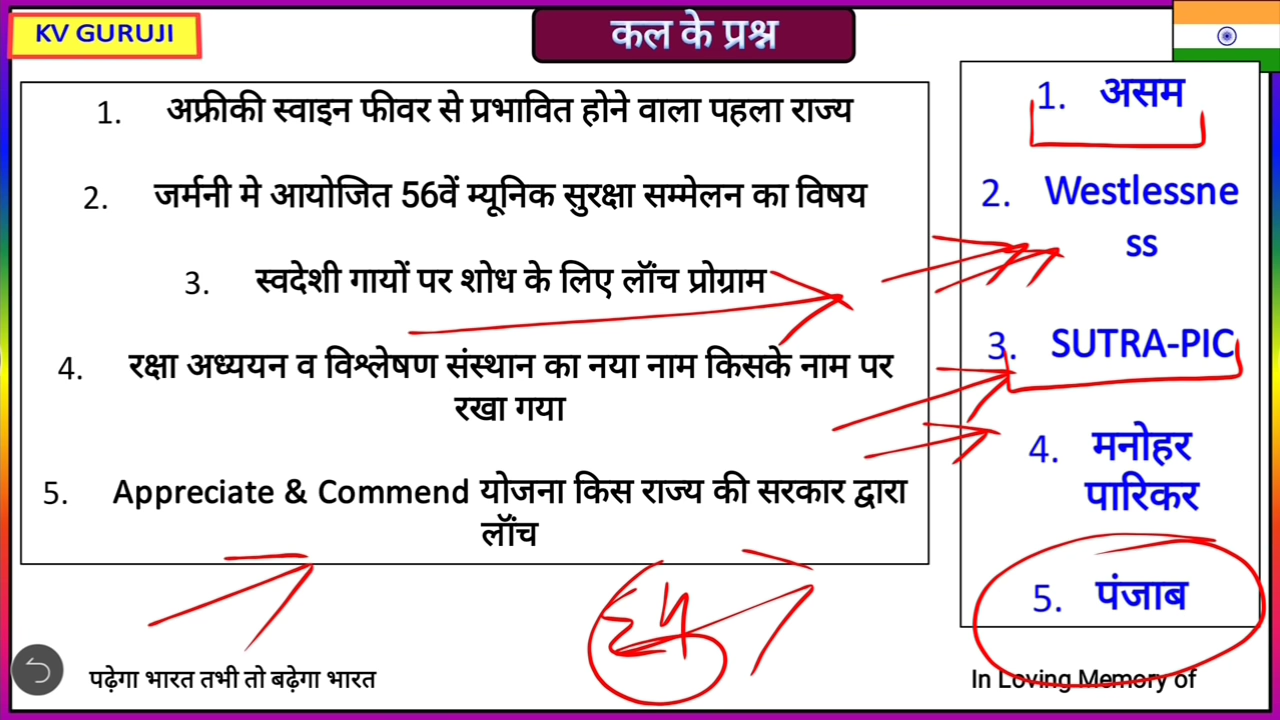 KV GURUJI
कल के प्रश्न
1. अफ्रीकी स्वाइन फीवर से प्रभावित होने वाला पहला राज्य
2. जर्मनी मे आयोजित 56वें म्यूनिक सुरक्षा सम्मेलन का विषय
3. स्वदेशी गायों पर शोध के लिए लॉंच प्रोग्राम
4. रक्षा अध्ययन व विश्लेषण संस्थान का नया नाम किसके नाम पर
रखा गया
5. Appreciate & Commend योजना किस राज्य की सरकार द्वारा
लॉंच
1. असम
2. Westlessne
ss
3. SUTRA-PIC
4. मनोहर
पारिकर
5. पंजाब
पढ़ेगा भारत तभी तो बढ़ेगा भारत
In Loving Memory of